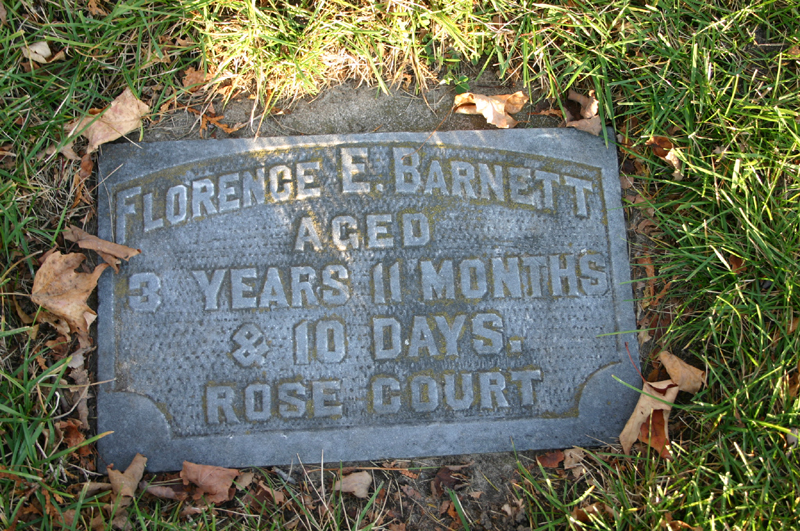 FLORENCE E. BARNETT,
AGED
3 YEARS 11 MONTHS
& 10 DAYS.
ROSE COURT